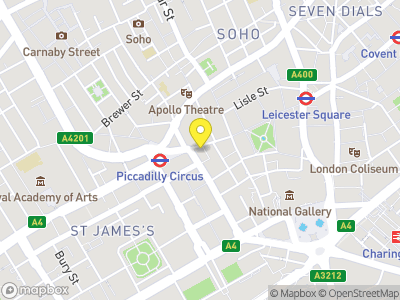 SEVEN DIALS
Carnaby Street
Soho
ur St
SOHO
Covent
A400
Brewer St
Apollo Theatre
Lisle St
Leicester Square
A4201
London Coliseum
Piccadilly Circus
yal Academy of Arts
National Gallery
A4
A4
ST JAMES'S
A4
Charing
Bury St
A3212
mapbox